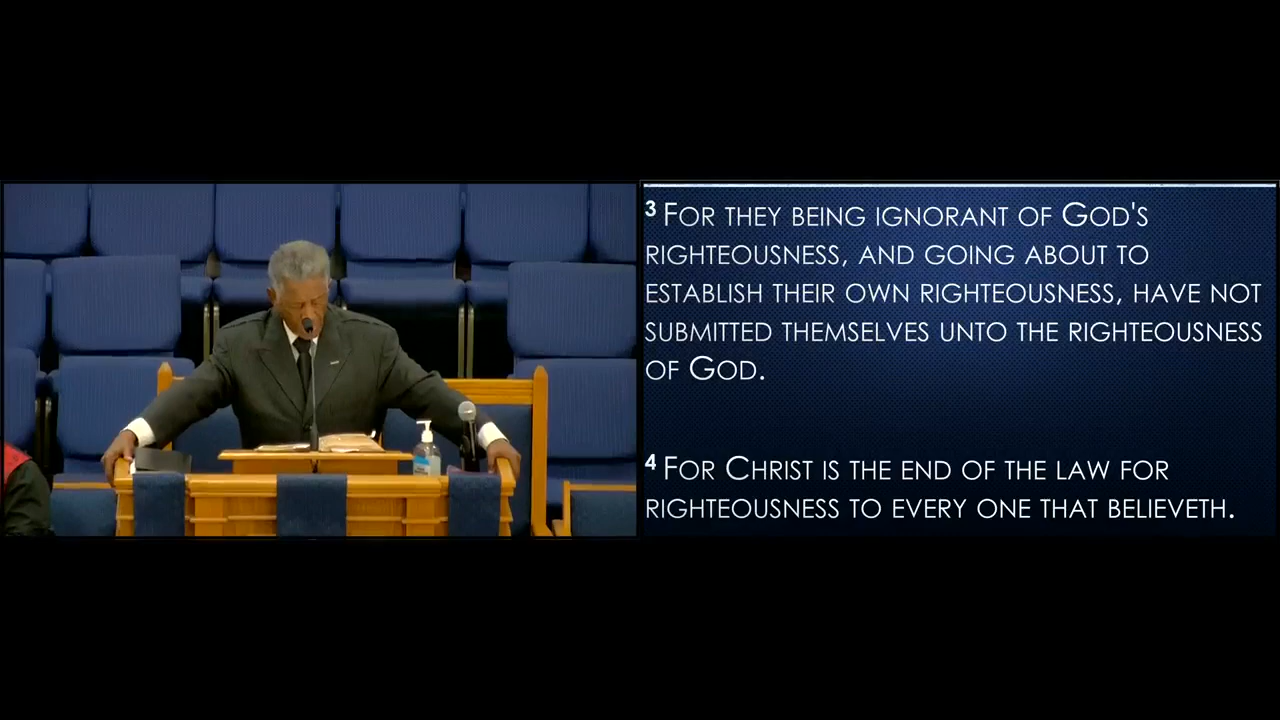 3 FOR THEY BEING IGNORANT OF GOD'S
RIGHTEOUSNESS, AND GOING ABOUT TO
ESTABLISH THEIR OWN RIGHTEOUSNESS, HAVE NOT
SUBMITTED THEMSELVES UNTO THE RIGHTEOUSNESS
OF GOD.
4 FOR CHRIST IS THE END OF THE LAW FOR
RIGHTEOUSNESS TO EVERY ONE THAT BELIEVETH.